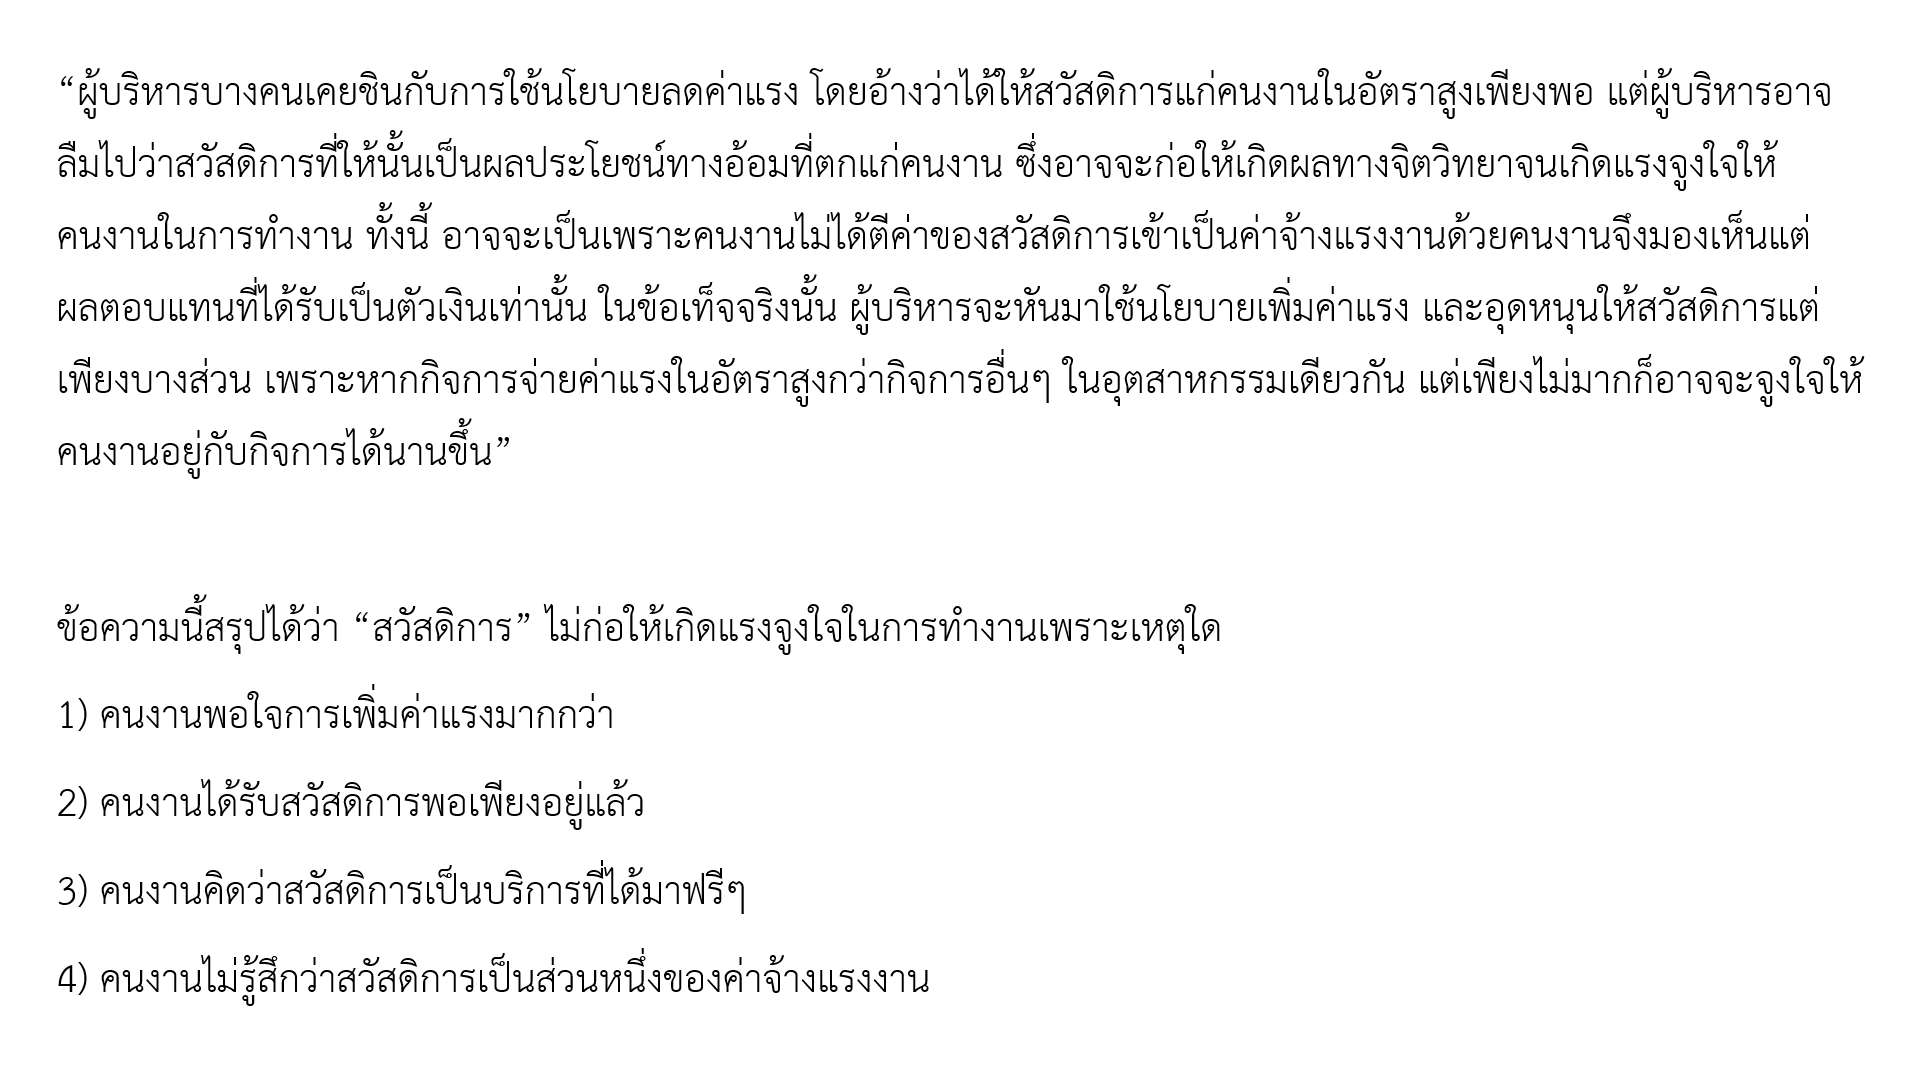 “ผู้บริหารบางคนเคยชินกับการใช้นโยบายลดค่าแรง โดยอ้างว่าได้ให้สวัสดิการแก่คนงานในอัตราสูงเพียงพอ แต่ผู้บริหารอาจ
ลืมไปว่าสวัสดิการที่ให้นั้นเป็นผลประโยชน์ทางอ้อมที่ตกแก่คนงาน ซึ่งอาจจะก่อให้เกิดผลทางจิตวิทยาจนเกิดแรงจูงใจให้
คนงานในการทำงาน ทั้งนี้ อาจจะเป็นเพราะคนงานไม่ได้ตีค่าของสวัสดิการเข้าเป็นค่าจ้างแรงงานด้วยคนงานจึงมองเห็นแต่
ผลตอบแทนที่ได้รับเป็นตัวเงินเท่านั้น ในข้อเท็จจริงนั้น ผู้บริหารจะหันมาใช้นโยบายเพิ่มค่าแรง และอุดหนุนให้สวัสดิการแต่
เพียงบางส่วน เพราะหากกิจการจ่ายค่าแรงในอัตราสูงกว่ากิจการอื่นๆ ในอุตสาหกรรมเดียวกัน แต่เพียงไม่มากก็อาจจะจูงใจให้
คนงานอยู่กับกิจการได้นานขึ้น”
ข้อความนี้สรุปได้ว่า “สวัสดิการ” ไม่ก่อให้เกิดแรงจูงใจในการทำงานเพราะเหตุใด
1) คนงานพอใจการเพิ่มค่าแรงมากกว่า
2) คนงานได้รับสวัสดิการพอเพียงอยู่แล้ว
3) คนงานคิดว่าสวัสดิการเป็นบริการที่ได้มาฟรีๆ
4) คนงานไม่รู้สึกว่าสวัสดิการเป็นส่วนหนึ่งของค่าจ้างแรงงาน